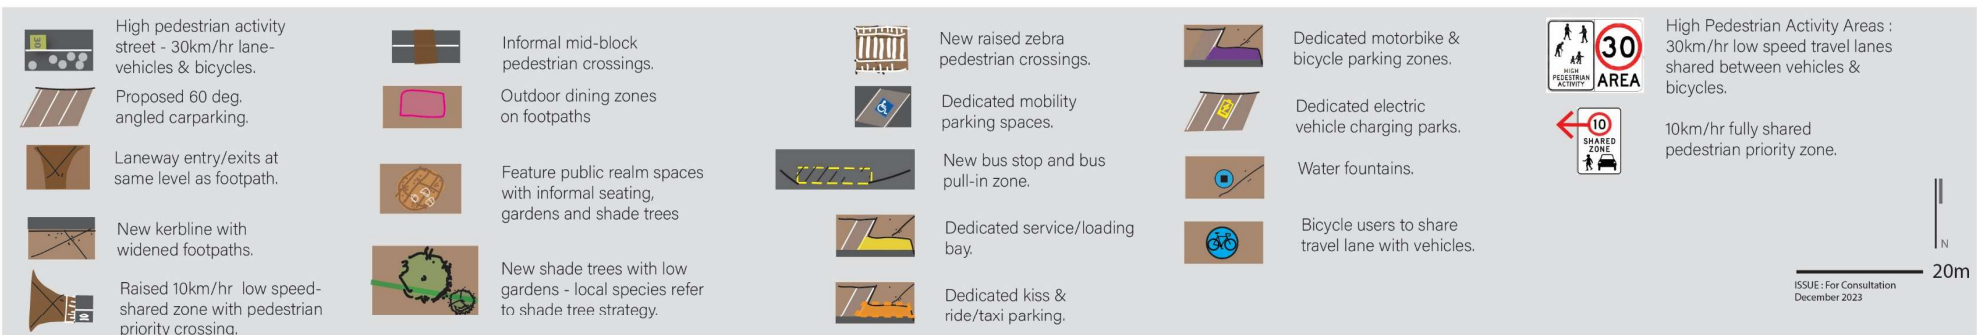 30
High pedestrian activity
street - 30km/hr lane-
vehicles & bicycles.
Proposed 60 deg.
angled carparking.
Laneway entry/exits at
same level as footpath.
New kerbline with
widened footpaths.
10
Raised 10km/hr low speed-
shared zone with pedestrian
priority crossing.
Informal mid-block
pedestrian crossings.
Outdoor dining zones
on footpaths
Feature public realm spaces
with informal seating,
gardens and shade trees
New shade trees with low
gardens - local species refer
to shade tree strategy.
New raised zebra
pedestrian crossings.
Dedicated mobility
parking spaces.
New bus stop and bus
pull-in zone.
Dedicated service/loading
bay.
Dedicated kiss &
ride/taxi parking.
Dedicated motorbike &
bicycle parking zones.
Dedicated electric
vehicle charging parks.
Water fountains.
Bicycle users to share
travel lane with vehicles.
HIGH
PEDESTRIAN
ACTIVITY
30
AREA
High Pedestrian Activity Areas :
30km/hr low speed travel lanes
shared between vehicles &
bicycles.
10
SHARED
ZONE
10km/hr fully shared
pedestrian priority zone.
N
20m
ISSUE : For Consultation
December 2023